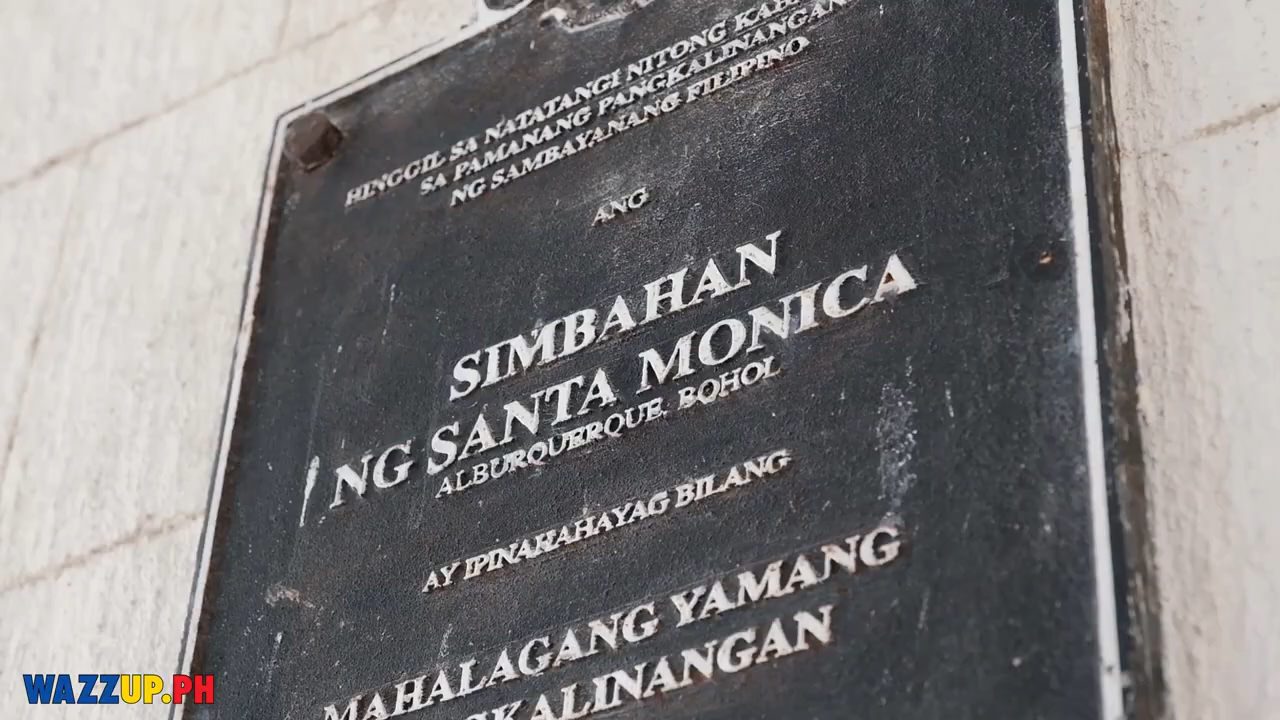 HINGGIL SA NATATANGI NITONG
SA PAMANANG PANGKALINANGAN
NG SAMBAYANANG FILIPINO
ANG
SIMBAHAN
NG SANTA MONICA
ALBURQUERQUE, BOHOL
AY IPINAHAHAYAG BILANG
MAHALAGANG YAMANG
WAZZUP.PH